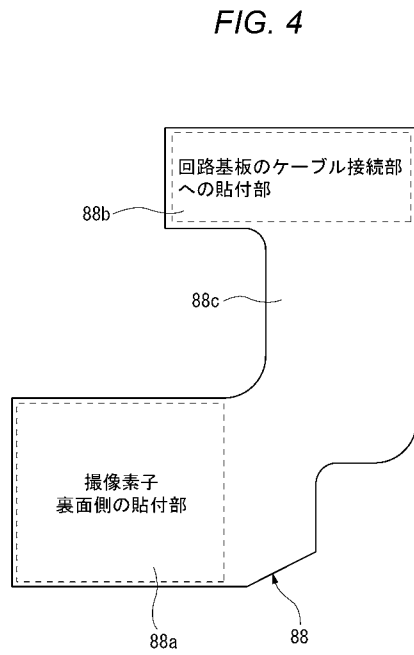 FIG. 4
回路基板のケーブル接続部
への貼付部
88b
88c
撮像素子
裏面側の貼付部
88a
88